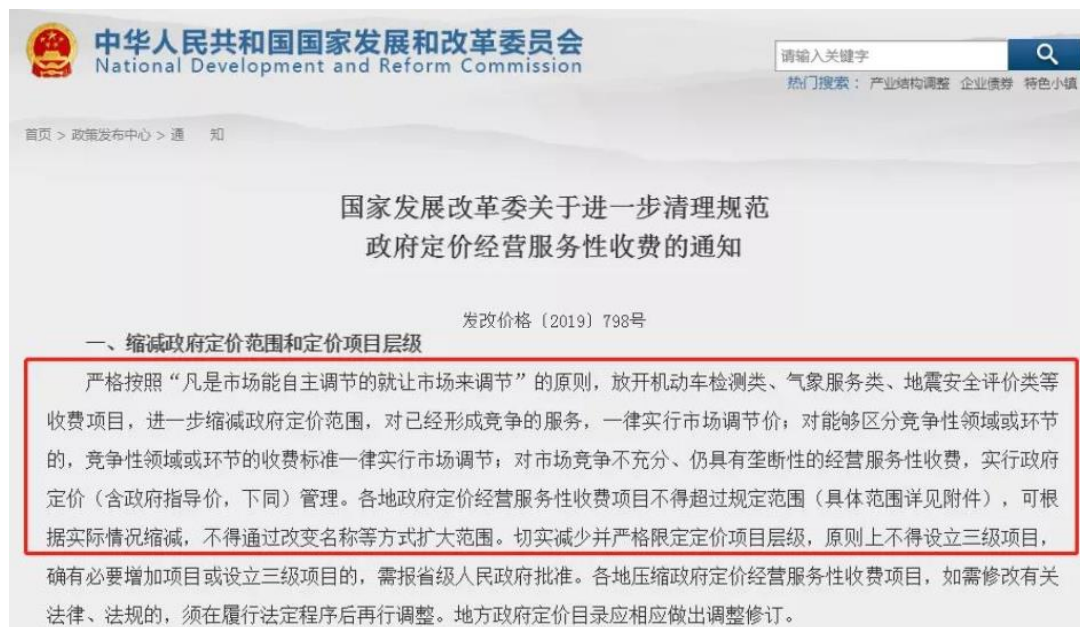 中华人民共和国国家发展和改革委员会
National Development and Reform Commission
请输入关键字
热门搜索： 产业结构调整 企业债券 特色小镇
首页 > 政策发布中心 > 通 知
国家发展改革委关于进一步清理规范
政府定价经营服务性收费的通知
发改价格〔2019〕798号
一、缩减政府定价范围和定价项目层级
严格按照“凡是市场能自主调节的就让市场来调节”的原则，放开机动车检测类、气象服务类、地震安全评价类等
收费项目，进一步缩减政府定价范围，对已经形成竞争的服务，一律实行市场调节价；对能够区分竞争性领域或环节
的，竞争性领域或环节的收费标准一律实行市场调节；对市场竞争不充分、仍具有垄断性的经营服务性收费，实行政府
定价（含政府指导价，下同）管理。各地政府定价经营服务性收费项目不得超过规定范围（具体范围详见附件），可根
据实际情况缩减，不得通过改变名称等方式扩大范围。切实减少并严格限定定价项目层级，原则上不得设立三级项目，
确有必要增加项目或设立三级项目的，需报省级人民政府批准。各地压缩政府定价经营服务性收费项目，如需修改有关
法律、法规的，须在履行法定程序后再行调整。地方政府定价目录应相应做出调整修订。